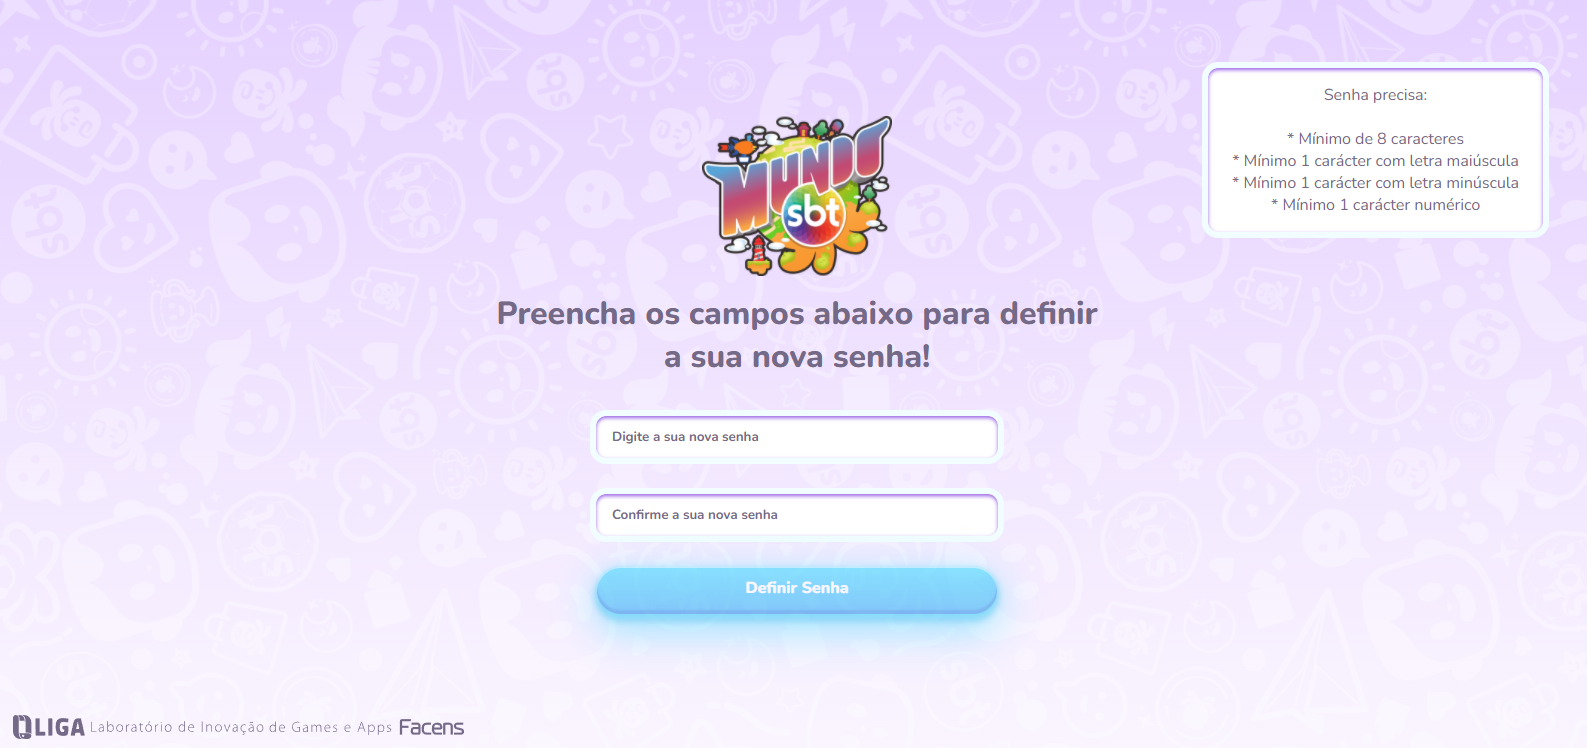 Senha precisa:
* Mínimo de 8 caracteres
* Mínimo 1 carácter com letra maiúscula
* Mínimo 1 carácter com letra minúscula
* Mínimo 1 carácter numérico
MUNDO
sbt
Preencha os campos abaixo para definir
a sua nova senha!
Digite a sua nova senha
Confirme a sua nova senha
Definir Senha
LIGA Laboratório de Inovação de Games e Apps Facens